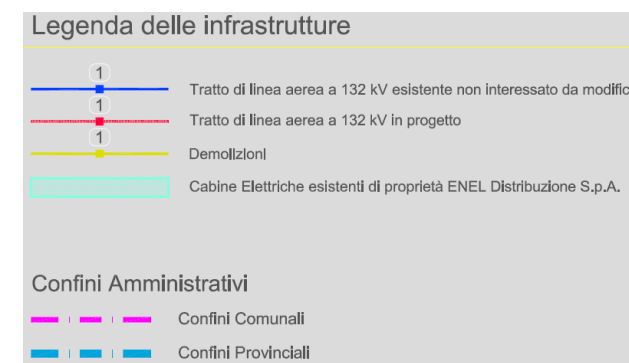 Legenda delle infrastrutture
1
Tratto di linea aerea a 132 kV esistente non interessato da modific
1
Tratto di linea aerea a 132 kV in progetto
1
Demolizioni
Cabine Elettriche esistenti di proprietà ENEL Distribuzione S.p.A.
Confini Amministrativi
Confini Comunali
Confini Provinciali